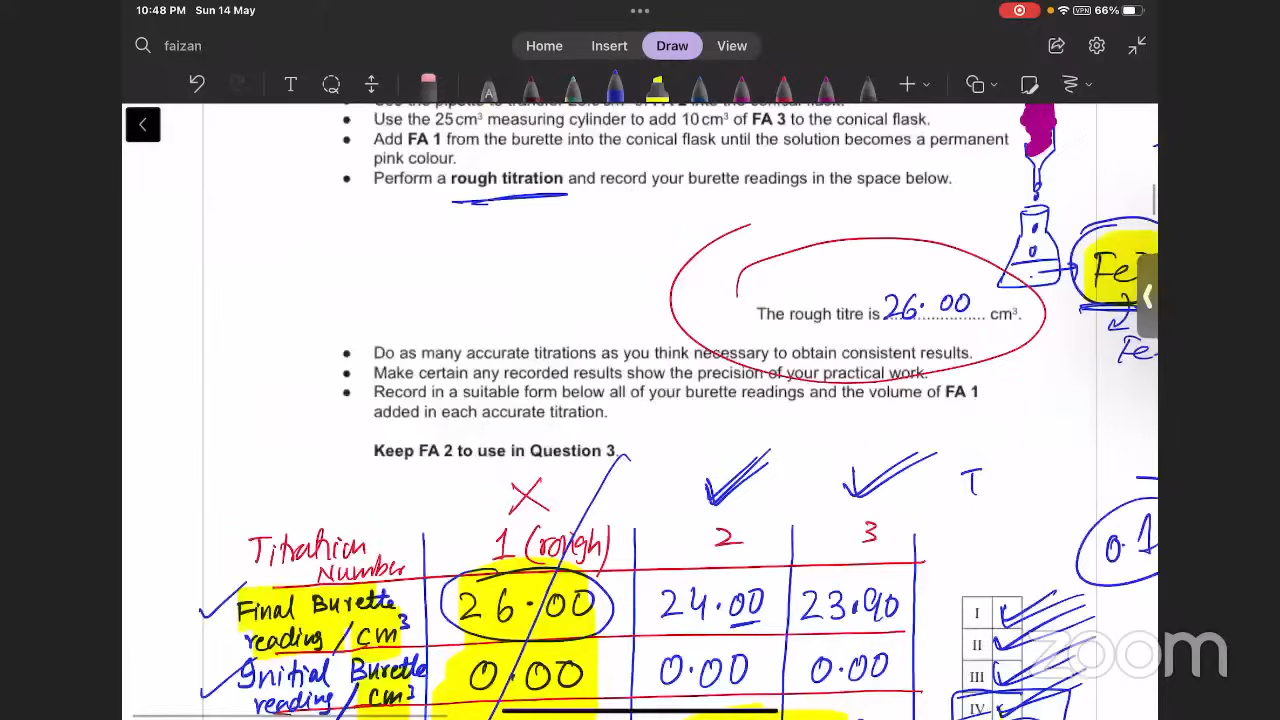 10:48 PM Sun 14 May
VPN 66%
faizan
Home Insert Draw View
T
A
Use the 25 cm³ measuring cylinder to add 10 cm³ of FA 3 to the conical flask.
Add FA 1 from the burette into the conical flask until the solution becomes a permanent
pink colour.
Perform a rough titration and record your burette readings in the space below.
Fe
The rough titre is 26.00 cm³.
Fe
Do as many accurate titrations as you think necessary to obtain consistent results.
Make certain any recorded results show the precision of your practical work.
Record in a suitable form below all of your burette readings and the volume of FA 1
added in each accurate titration.
Keep FA 2 to use in Question 3.
T
Titration
Number
1 (rough) 2 3
0.1
Final Burette
reading / cm³
26.00 24.00 23.90
Initial Burette
reading / cm³
0.00 0.00 0.00
I
II
III
IV
zoom